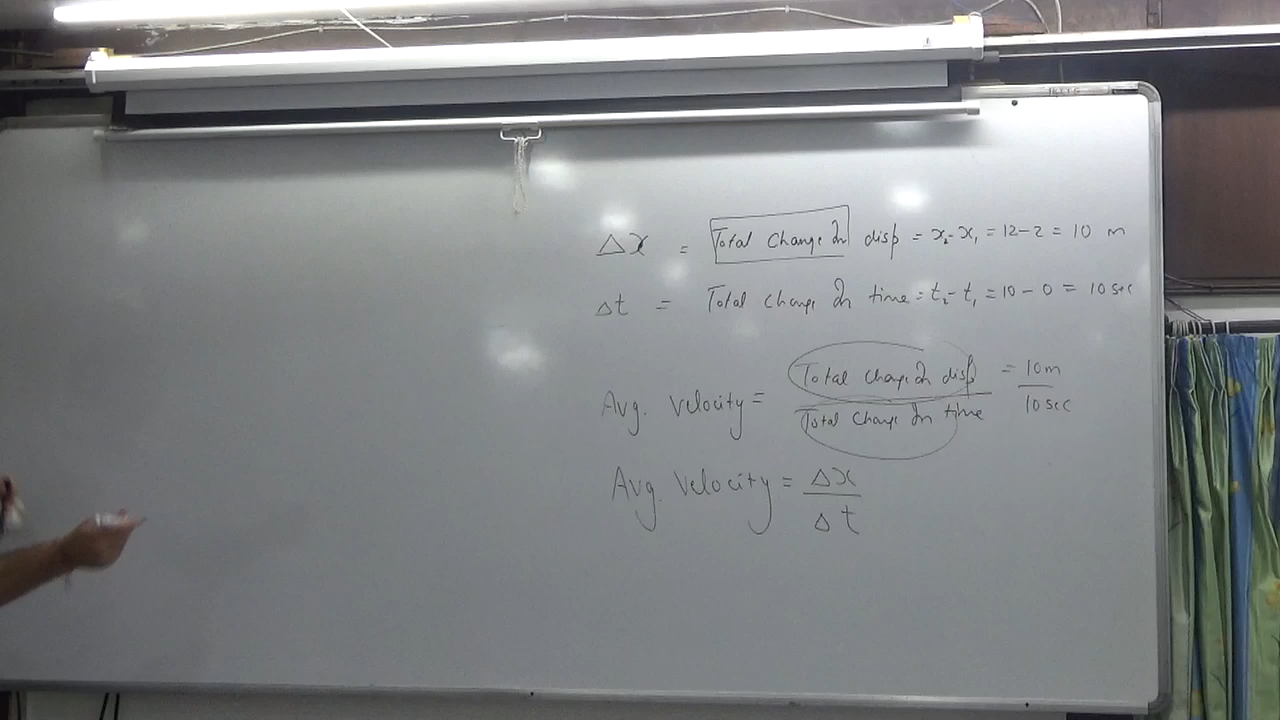 Δx = Total Change In disp = x₂-x₁ = 12-2 = 10 m
Δt = Total Change In time = t₂-t₁ = 10-0 = 10 sec
Avg. Velocity = Total Change In disp / Total Change In time = 10m / 10 sec
Avg. Velocity = Δx / Δt